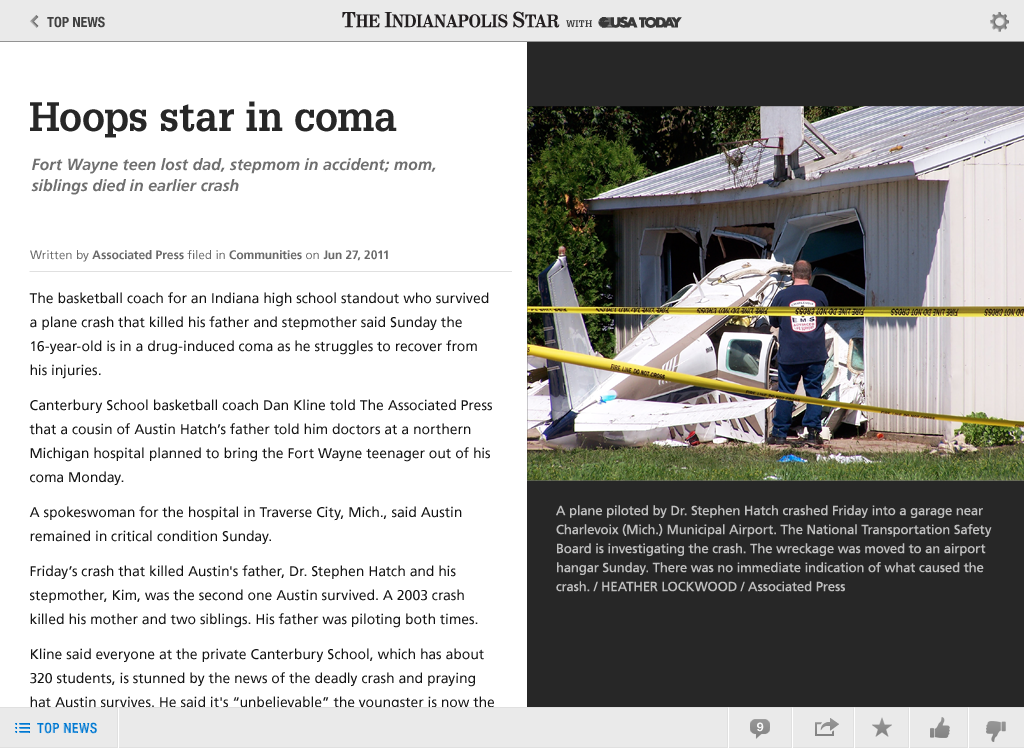 TOP NEWS
THE INDIANAPOLIS STAR WITH USA TODAY
Hoops star in coma
Fort Wayne teen lost dad, stepmom in accident; mom,
siblings died in earlier crash
Written by Associated Press filed in Communities on Jun 27, 2011
The basketball coach for an Indiana high school standout who survived
a plane crash that killed his father and stepmother said Sunday the
16-year-old is in a drug-induced coma as he struggles to recover from
his injuries.
Canterbury School basketball coach Dan Kline told The Associated Press
that a cousin of Austin Hatch’s father told him doctors at a northern
Michigan hospital planned to bring the Fort Wayne teenager out of his
coma Monday.
A spokeswoman for the hospital in Traverse City, Mich., said Austin
remained in critical condition Sunday.
Friday’s crash that killed Austin's father, Dr. Stephen Hatch and his
stepmother, Kim, was the second one Austin survived. A 2003 crash
killed his mother and two siblings. His father was piloting both times.
Kline said everyone at the private Canterbury School, which has about
320 students, is stunned by the news of the deadly crash and praying
hat Austin survives. He said it's “unbelievable” the youngster is now the
FIRE LINE DO NOT CROSS
FIRE LINE DO NOT CROSS
EMS
A plane piloted by Dr. Stephen Hatch crashed Friday into a garage near
Charlevoix (Mich.) Municipal Airport. The National Transportation Safety
Board is investigating the crash. The wreckage was moved to an airport
hangar Sunday. There was no immediate indication of what caused the
crash. / HEATHER LOCKWOOD / Associated Press
TOP NEWS
9